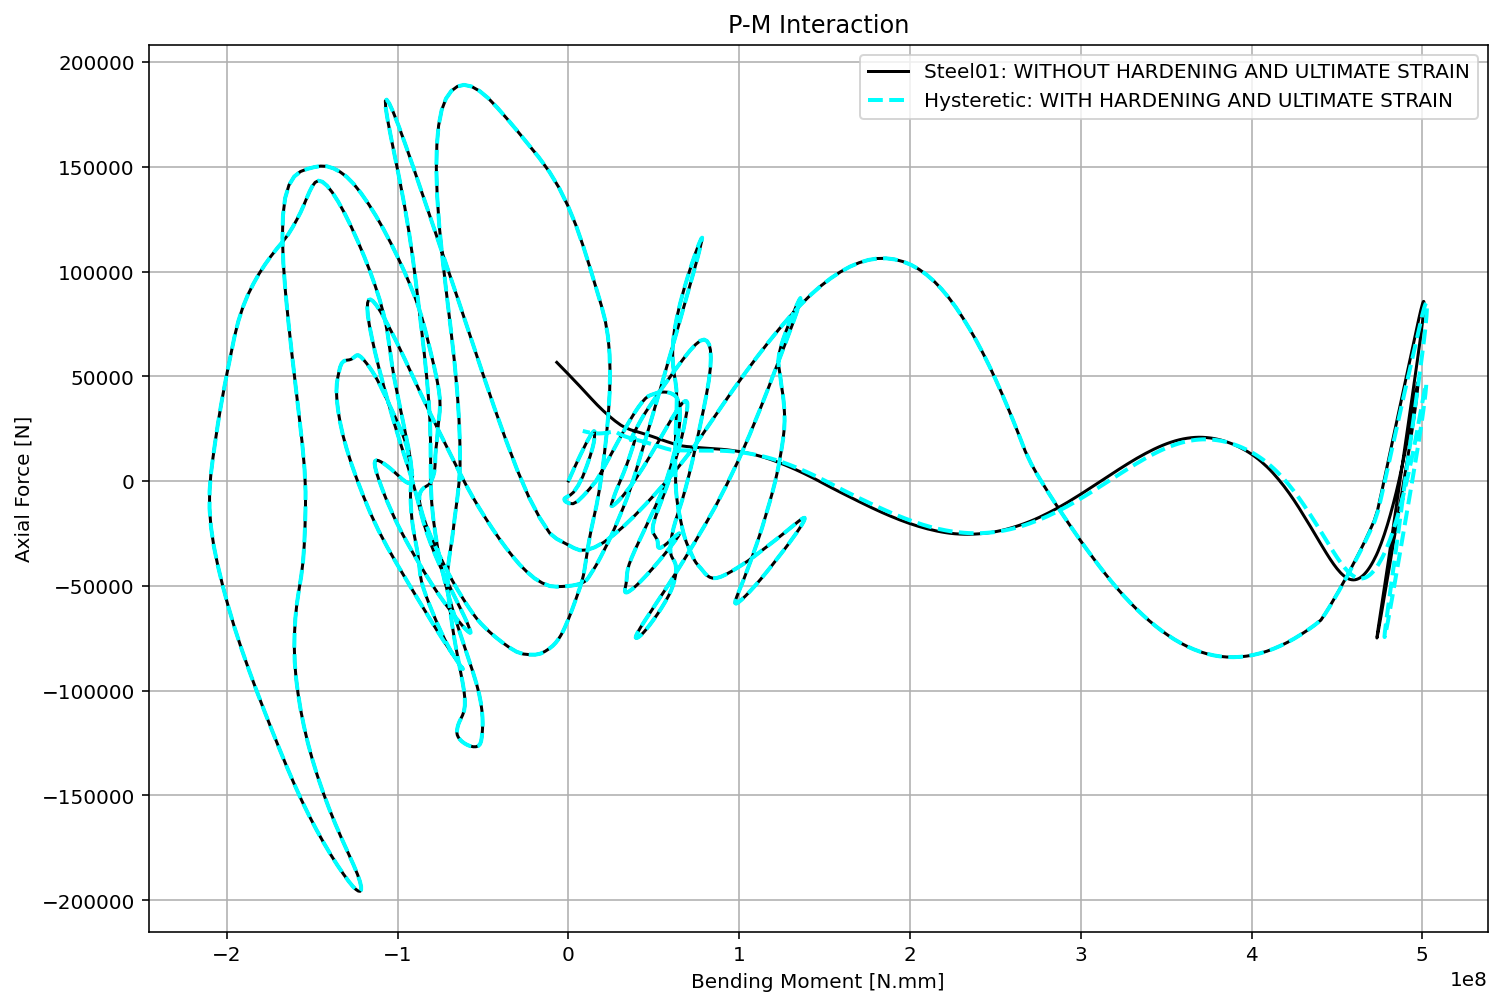 P-M Interaction
Steel01: WITHOUT HARDENING AND ULTIMATE STRAIN
Hysteretic: WITH HARDENING AND ULTIMATE STRAIN
Axial Force [N]
200000
150000
100000
50000
0
−50000
−100000
−150000
−200000
−2 −1 0 1 2 3 4 5
1e8
Bending Moment [N.mm]